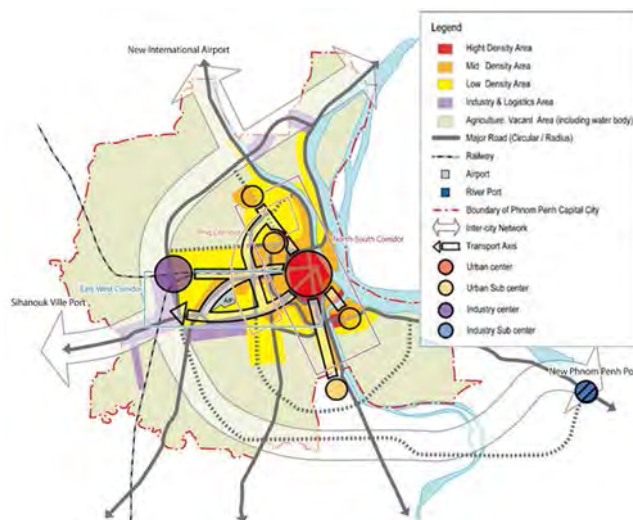 New International Airport
Legend
Hight Density Area
Mid Density Area
Low Density Area
Industry & Logistics Area
Agriculture. Vacant Area (including water body)
Major Road (Circular / Radius)
Railway
Airport
River Port
Boundary of Phnom Penh Capital City
Inter-city Network
Transport Axis
Urban center
Urban Sub center
Industry center
Industry Sub center
North-South Corridor
East West Corridor
AP
Sihanouk Ville Port
New Phnom Penh Po